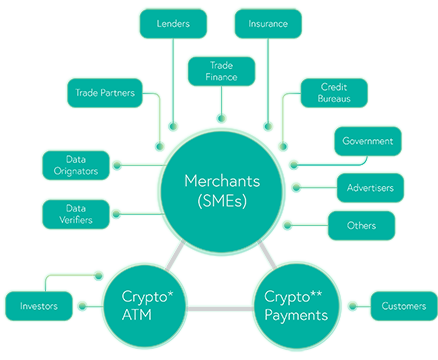 Lenders
Insurance
Trade
Finance
Trade Partners
Credit
Bureaus
Government
Data
Orignators
Merchants
(SMEs)
Advertisers
Data
Verifiers
Others
Investors
Crypto*
ATM
Crypto**
Payments
Customers